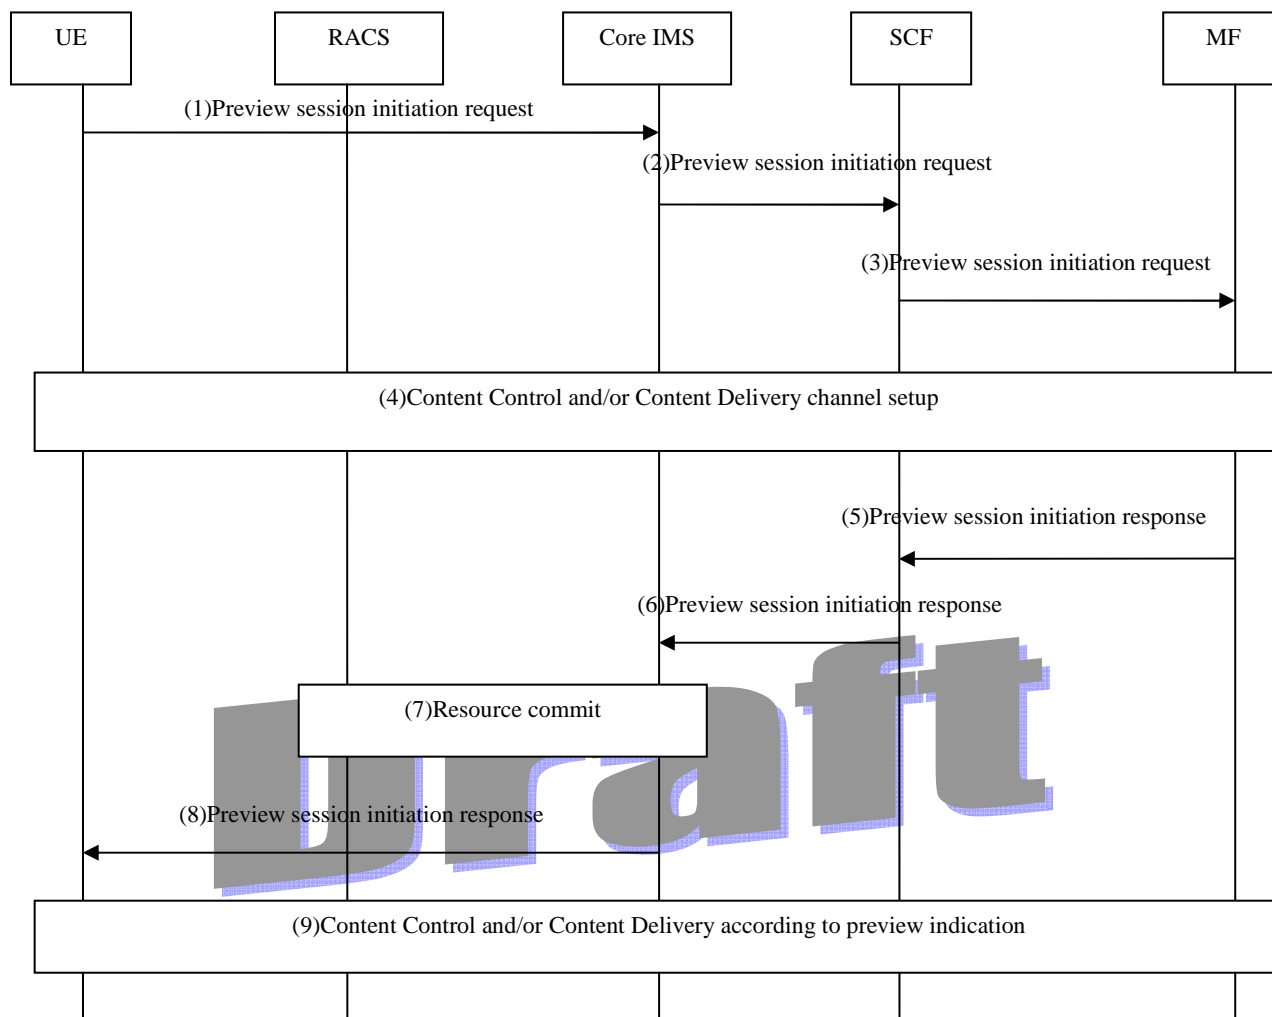 UE RACS Core IMS SCF MF
(1)Preview session initiation request
(2)Preview session initiation request
(3)Preview session initiation request
(4)Content Control and/or Content Delivery channel setup
(5)Preview session initiation response
(6)Preview session initiation response
(7)Resource commit
(8)Preview session initiation response
(9)Content Control and/or Content Delivery according to preview indication
Draft